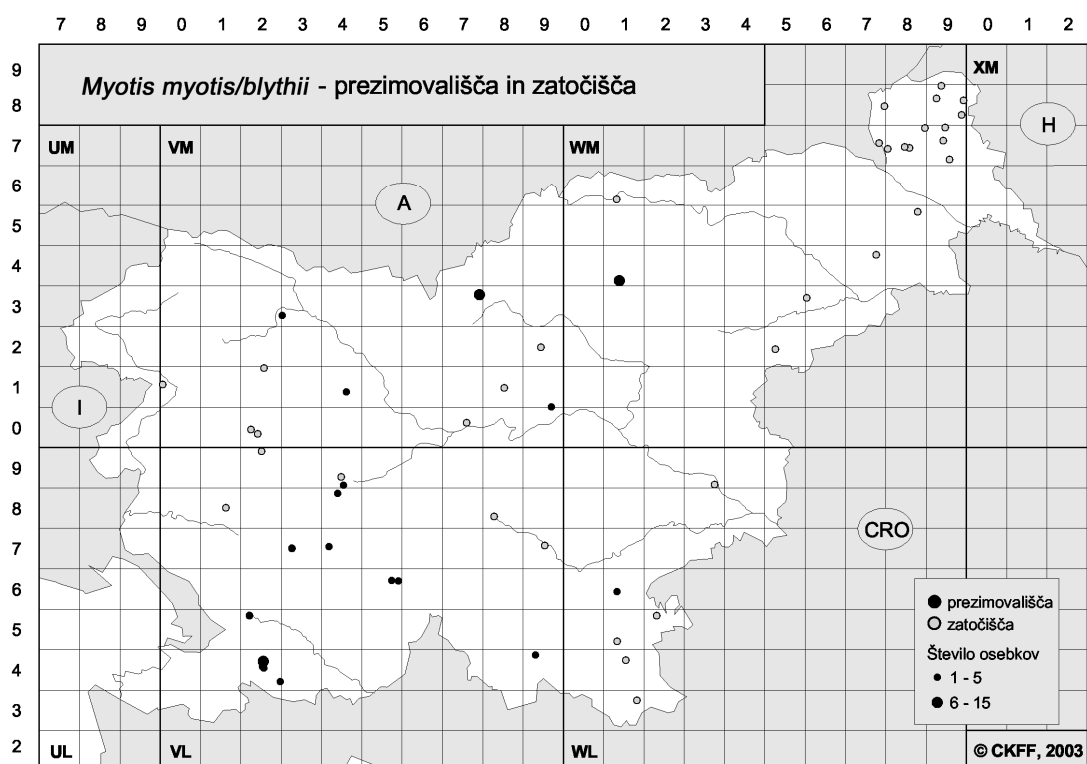 7 8 9 0 1 2 3 4 5 6 7 8 9 0 1 2 3 4 5 6 7 8 9 0 1 2
Myotis myotis/blythii - prezimovališča in zatočišča
9
8
7
6
5
4
3
2
1
0
9
8
7
6
5
4
3
2
XM
H
UM
VM
WM
A
I
CRO
prezimovališča
zatočišča
Število osebkov
1 - 5
6 - 15
UL
VL
WL
© CKFF, 2003